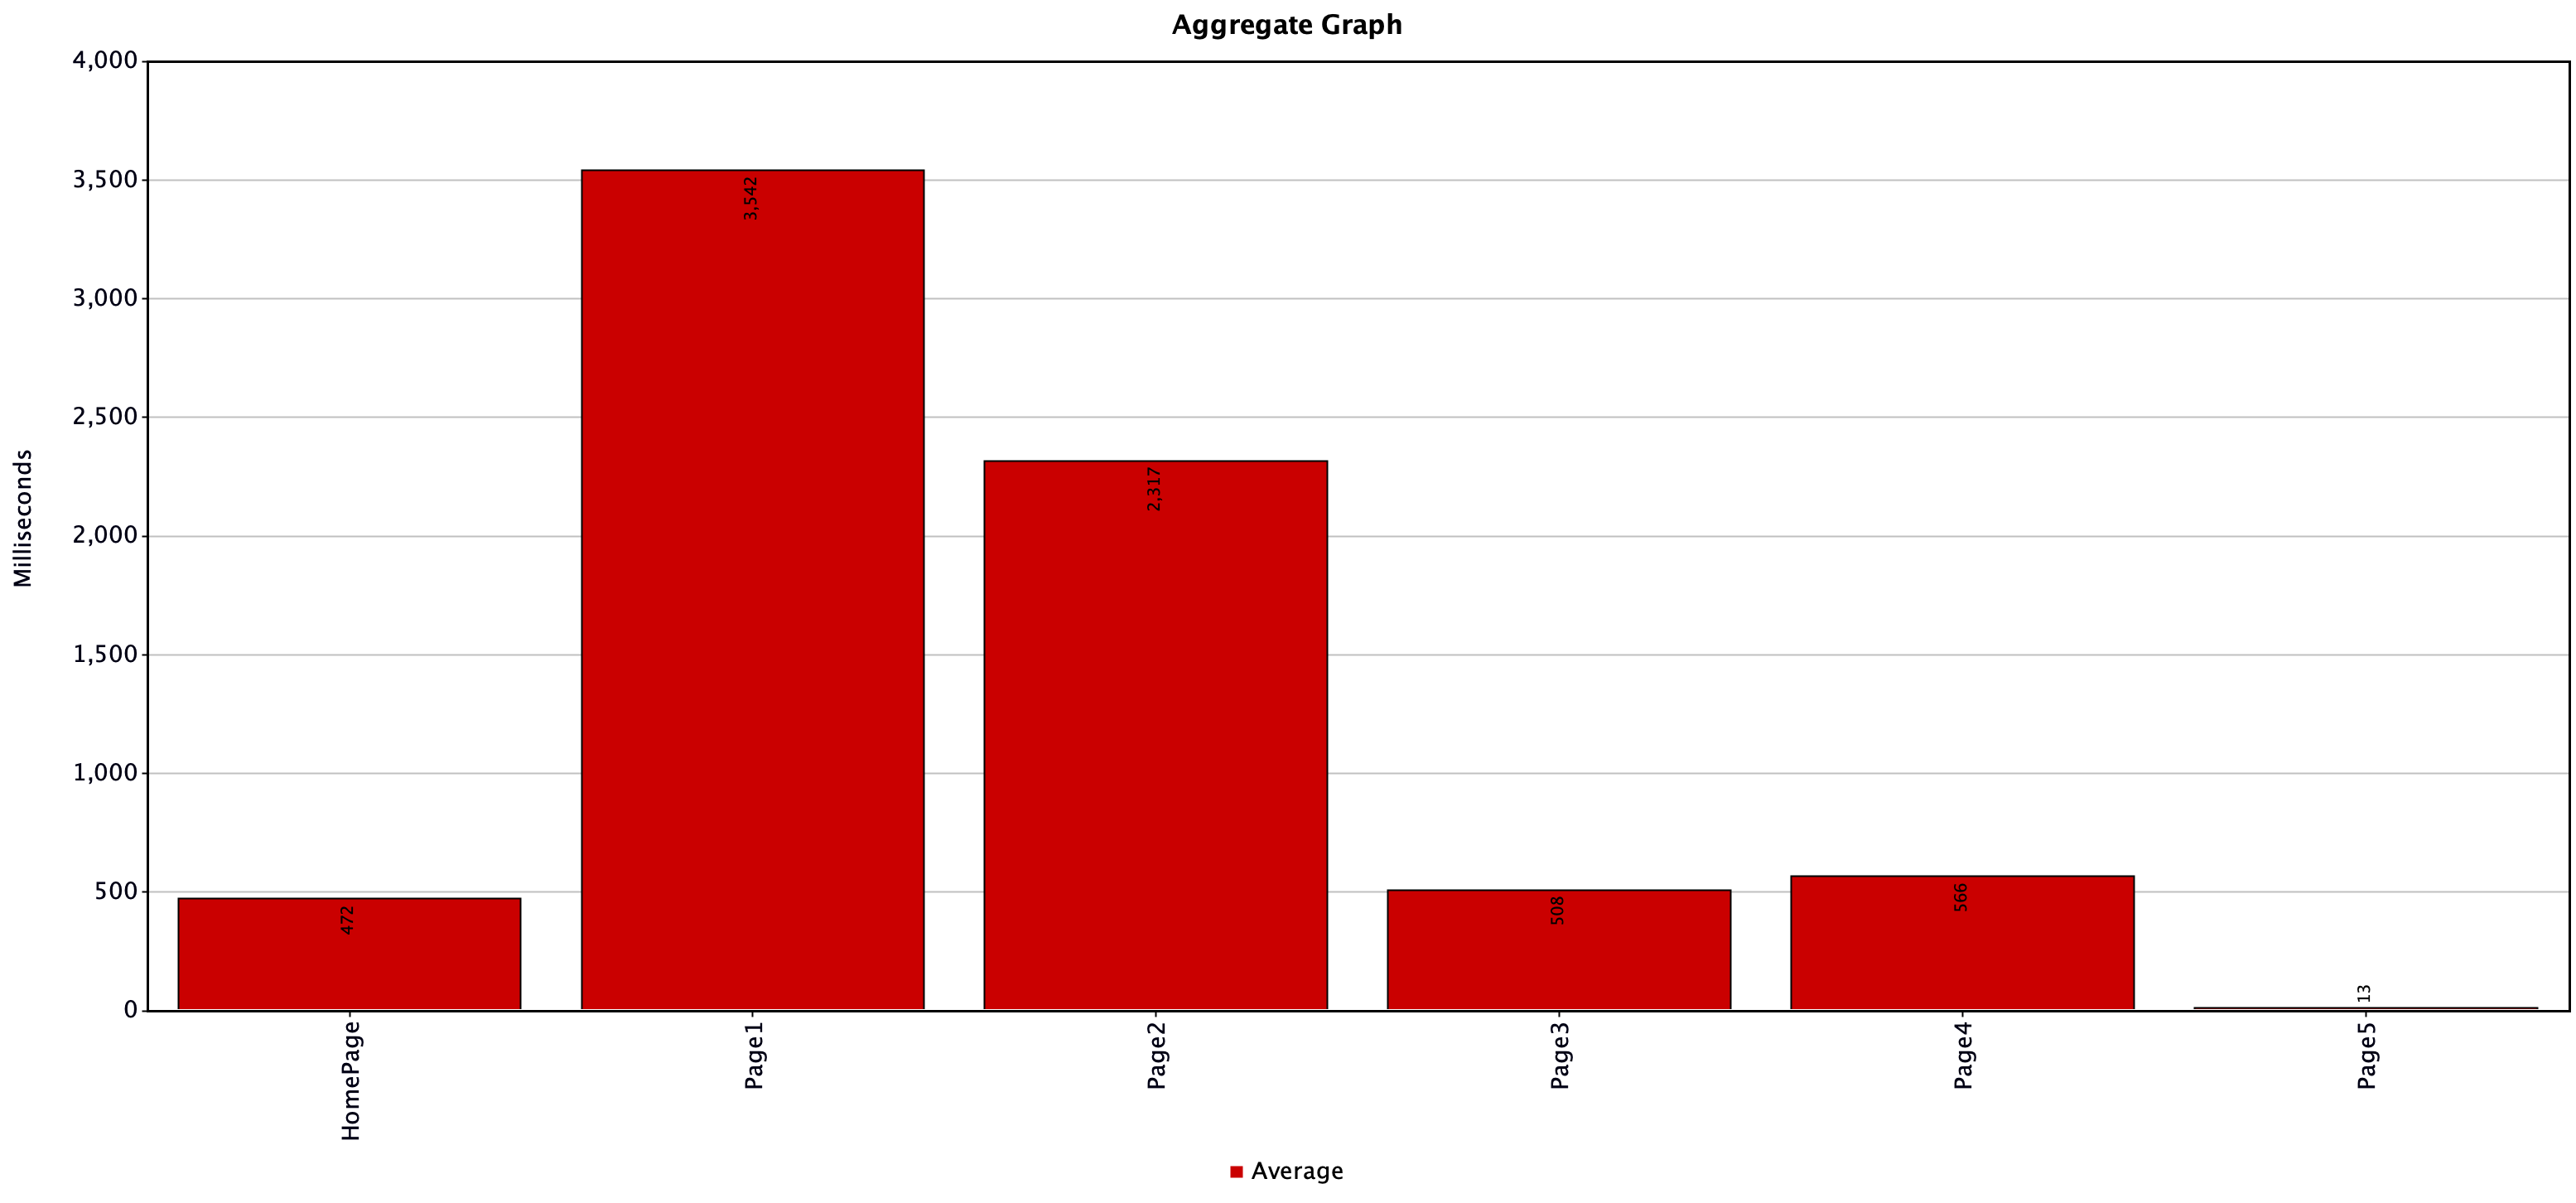 Aggregate Graph
4,000
3,500
3,000
2,500
2,000
1,500
1,000
500
0
Milliseconds
472
3,542
2,317
508
566
13
HomePage
Page1
Page2
Page3
Page4
Page5
Average